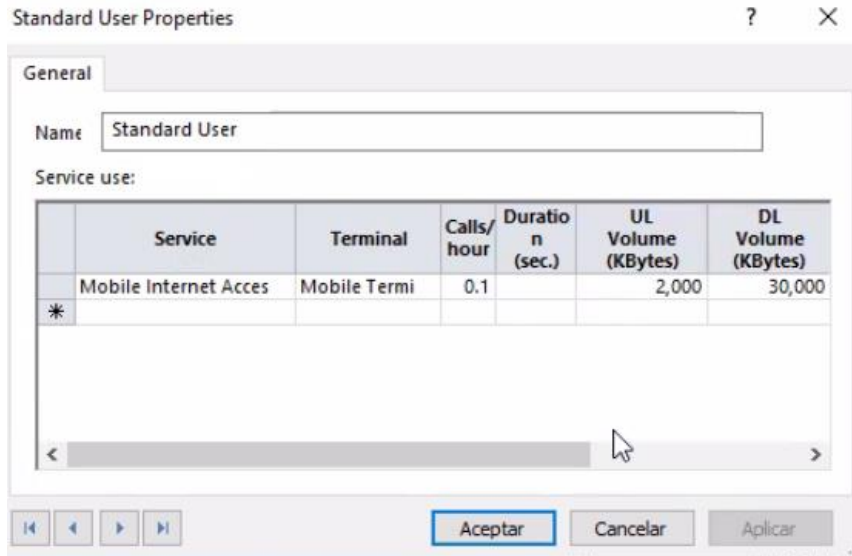 Standard User Properties ? ×
General
Name Standard User
Service use:
Service Terminal Calls/ hour Duratio n (sec.) UL Volume (KBytes) DL Volume (KBytes)
Mobile Internet Acces Mobile Termi 0.1 2,000 30,000
*
Aceptar Cancelar Aplicar